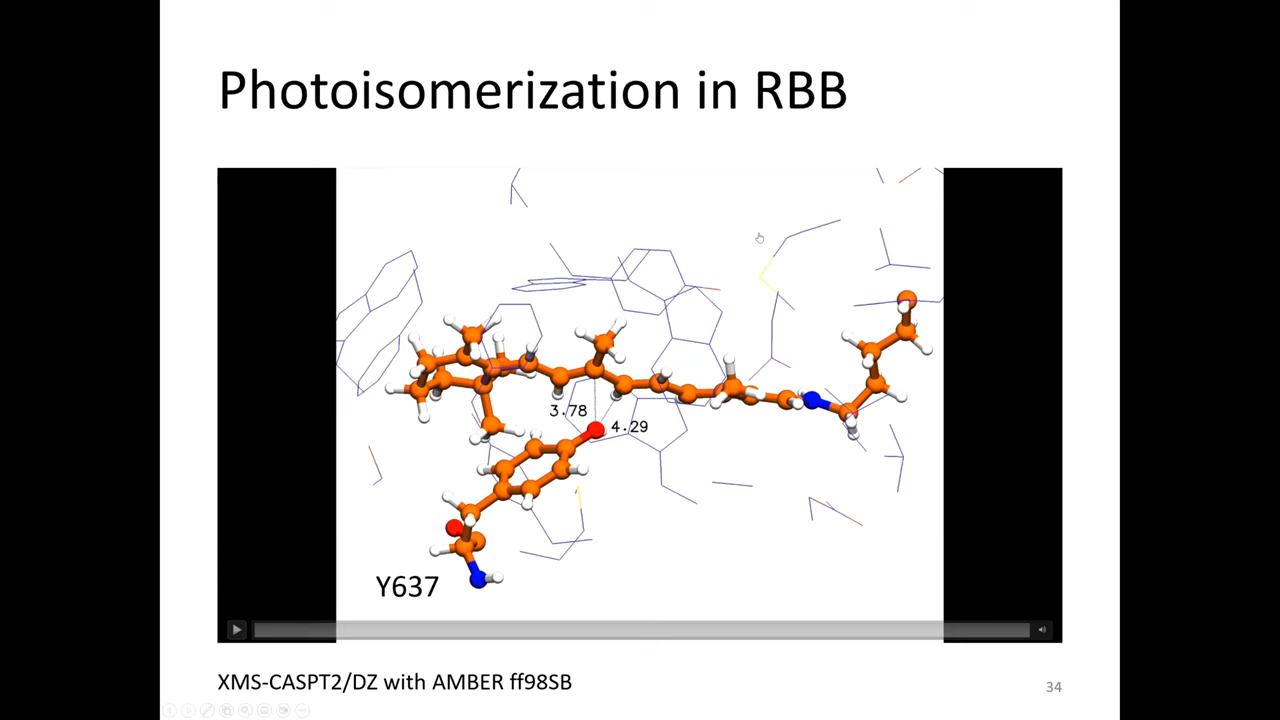 Photoisomerization in RBB
3.78
4.29
Y637
XMS-CASPT2/DZ with AMBER ff98SB
34